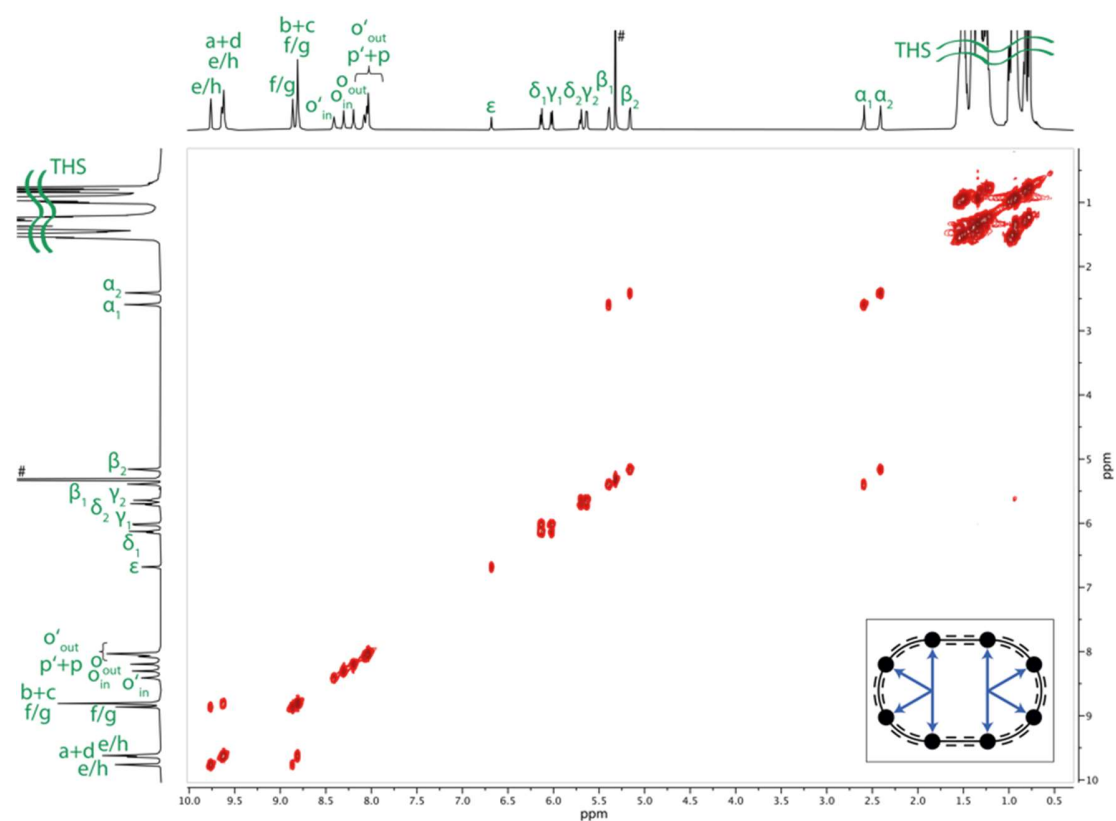 b+c
f/g
o'out
p'+p
a+d
e/h
e/h
f/g
o'in
oin
oout
ε
δ1 γ1 δ2 γ2
β1
#
β2
α1 α2
THS
THS
α2
α1
#
β2
β1 γ2
δ2 γ1
δ1
ε
o'out
p'+p
oout
oin
o'in
b+c
f/g
f/g
a+d e/h
e/h
1
2
3
4
5
6
7
8
9
10
ppm
10.0 9.5 9.0 8.5 8.0 7.5 7.0 6.5 6.0 5.5 5.0 4.5 4.0 3.5 3.0 2.5 2.0 1.5 1.0 0.5
ppm